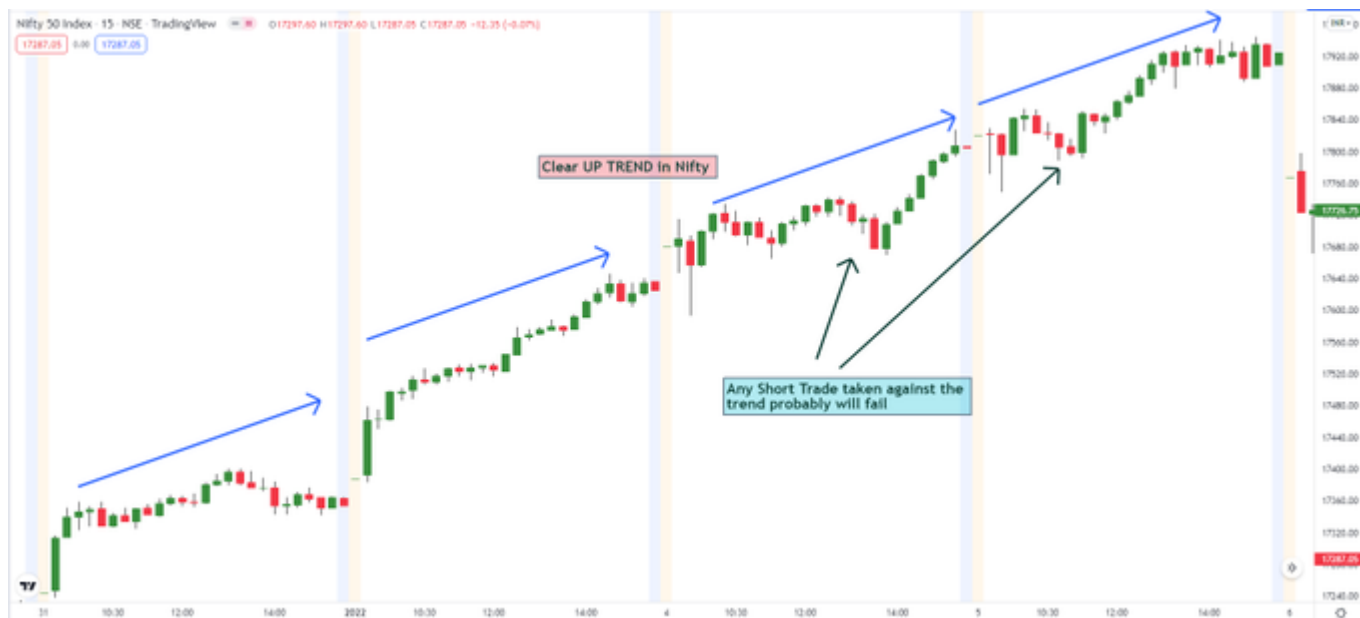 Nifty 50 Index · 15 · NSE · TradingView O17297.60 H17297.60 L17287.05 C17287.05 -12.35 (-0.07%)
17287.05 0.00 17287.05
INR
17920.00
17880.00
17840.00
Clear UP TREND in Nifty
17800.00
17760.00
17726.75
17680.00
17640.00
17600.00
17560.00
17520.00
Any Short Trade taken against the
trend probably will fail
17480.00
17440.00
17400.00
17360.00
17320.00
17287.05
17240.00
31 10:30 12:00 14:00 2022 10:30 12:00 14:00 4 10:30 12:00 14:00 5 10:30 12:00 14:00 6